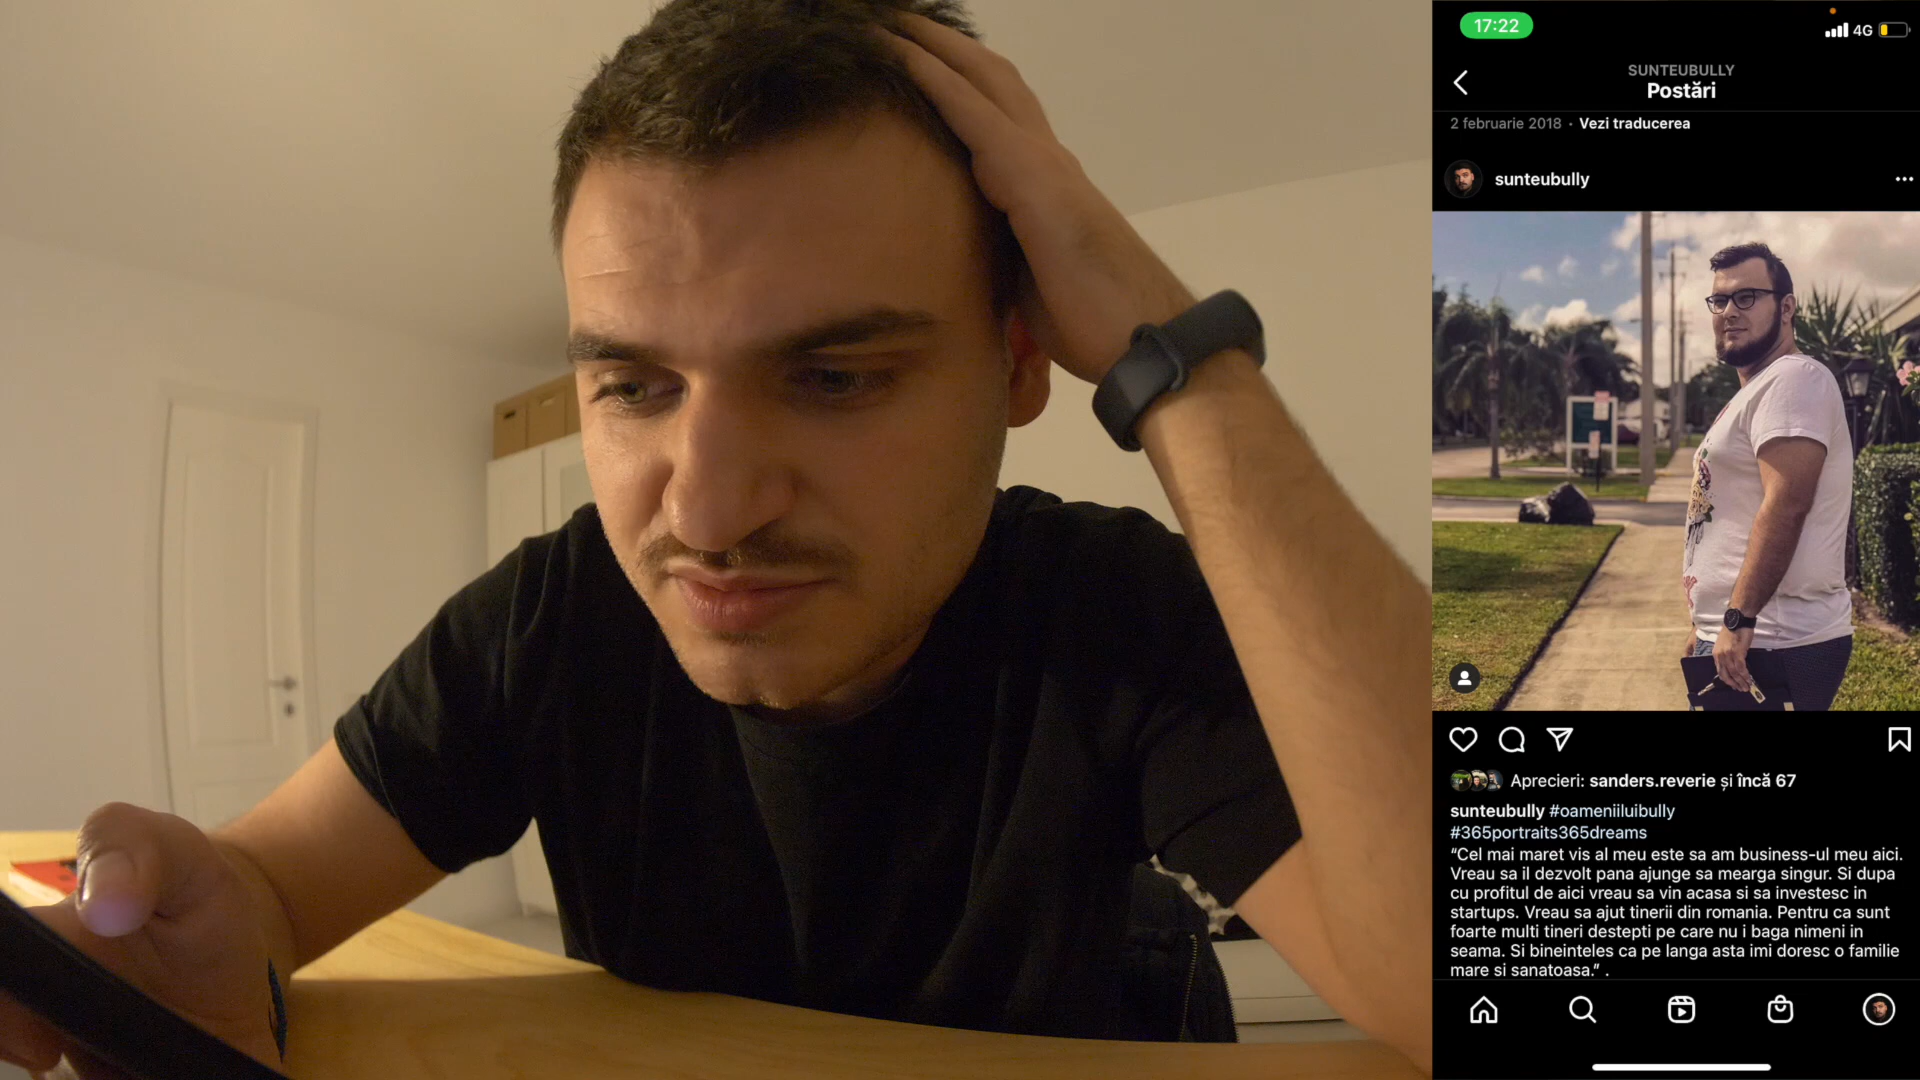 17:22
4G
SUNTEUBULLY
Postări
2 februarie 2018 · Vezi traducerea
sunteubully
Aprecieri: sanders.reverie și încă 67
sunteubully #oameniiluibully
#365portraits365dreams
“Cel mai maret vis al meu este sa am business-ul meu aici.
Vreau sa il dezvolt pana ajunge sa mearga singur. Si dupa
cu profitul de aici vreau sa vin acasa si sa investesc in
startups. Vreau sa ajut tinerii din romania. Pentru ca sunt
foarte multi tineri destepti pe care nu i baga nimeni in
seama. Si bineinteles ca pe langa asta imi doresc o familie
mare si sanatoasa.” .